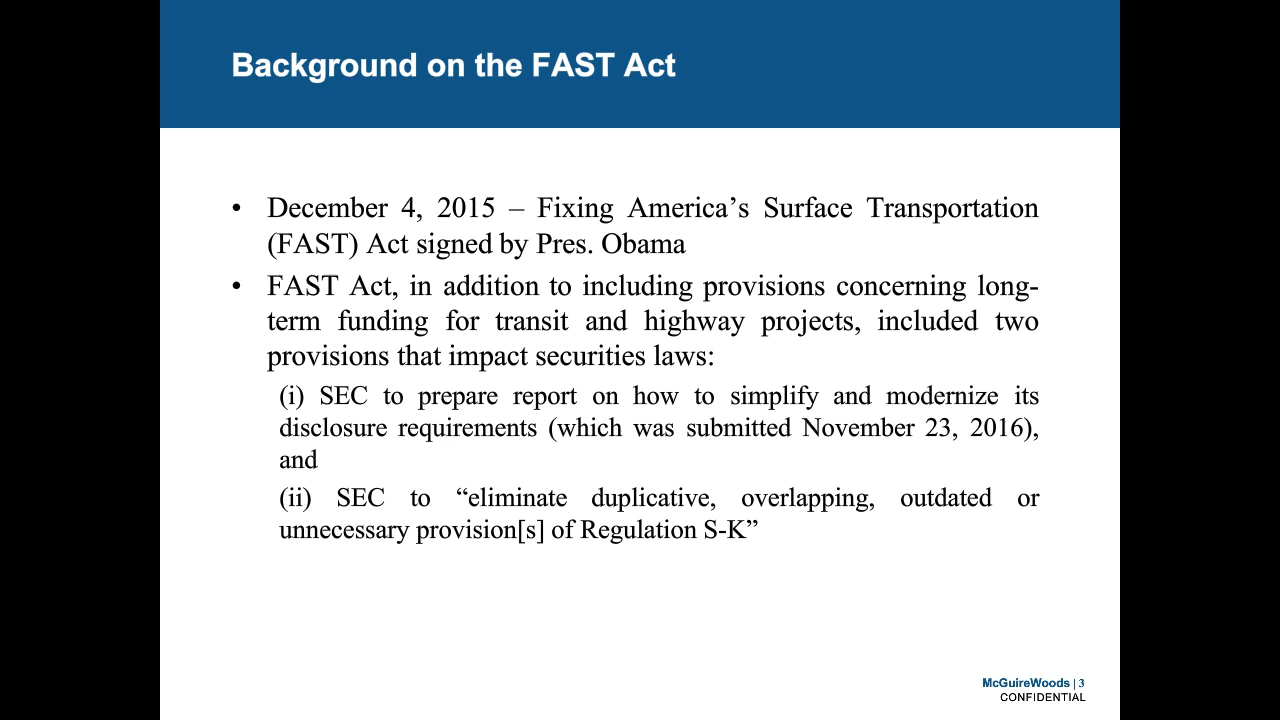 Background on the FAST Act
• December 4, 2015 – Fixing America’s Surface Transportation
(FAST) Act signed by Pres. Obama
• FAST Act, in addition to including provisions concerning long-
term funding for transit and highway projects, included two
provisions that impact securities laws:
(i) SEC to prepare report on how to simplify and modernize its
disclosure requirements (which was submitted November 23, 2016),
and
(ii) SEC to “eliminate duplicative, overlapping, outdated or
unnecessary provision[s] of Regulation S-K”
McGuireWoods | 3
CONFIDENTIAL